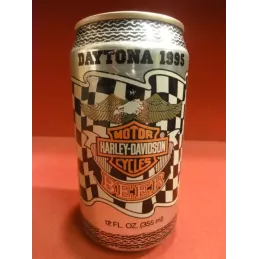 DAYTONA 1995
MOTOR
HARLEY-DAVIDSON
CYCLES
BEER
12 FL. OZ. (355 ml)